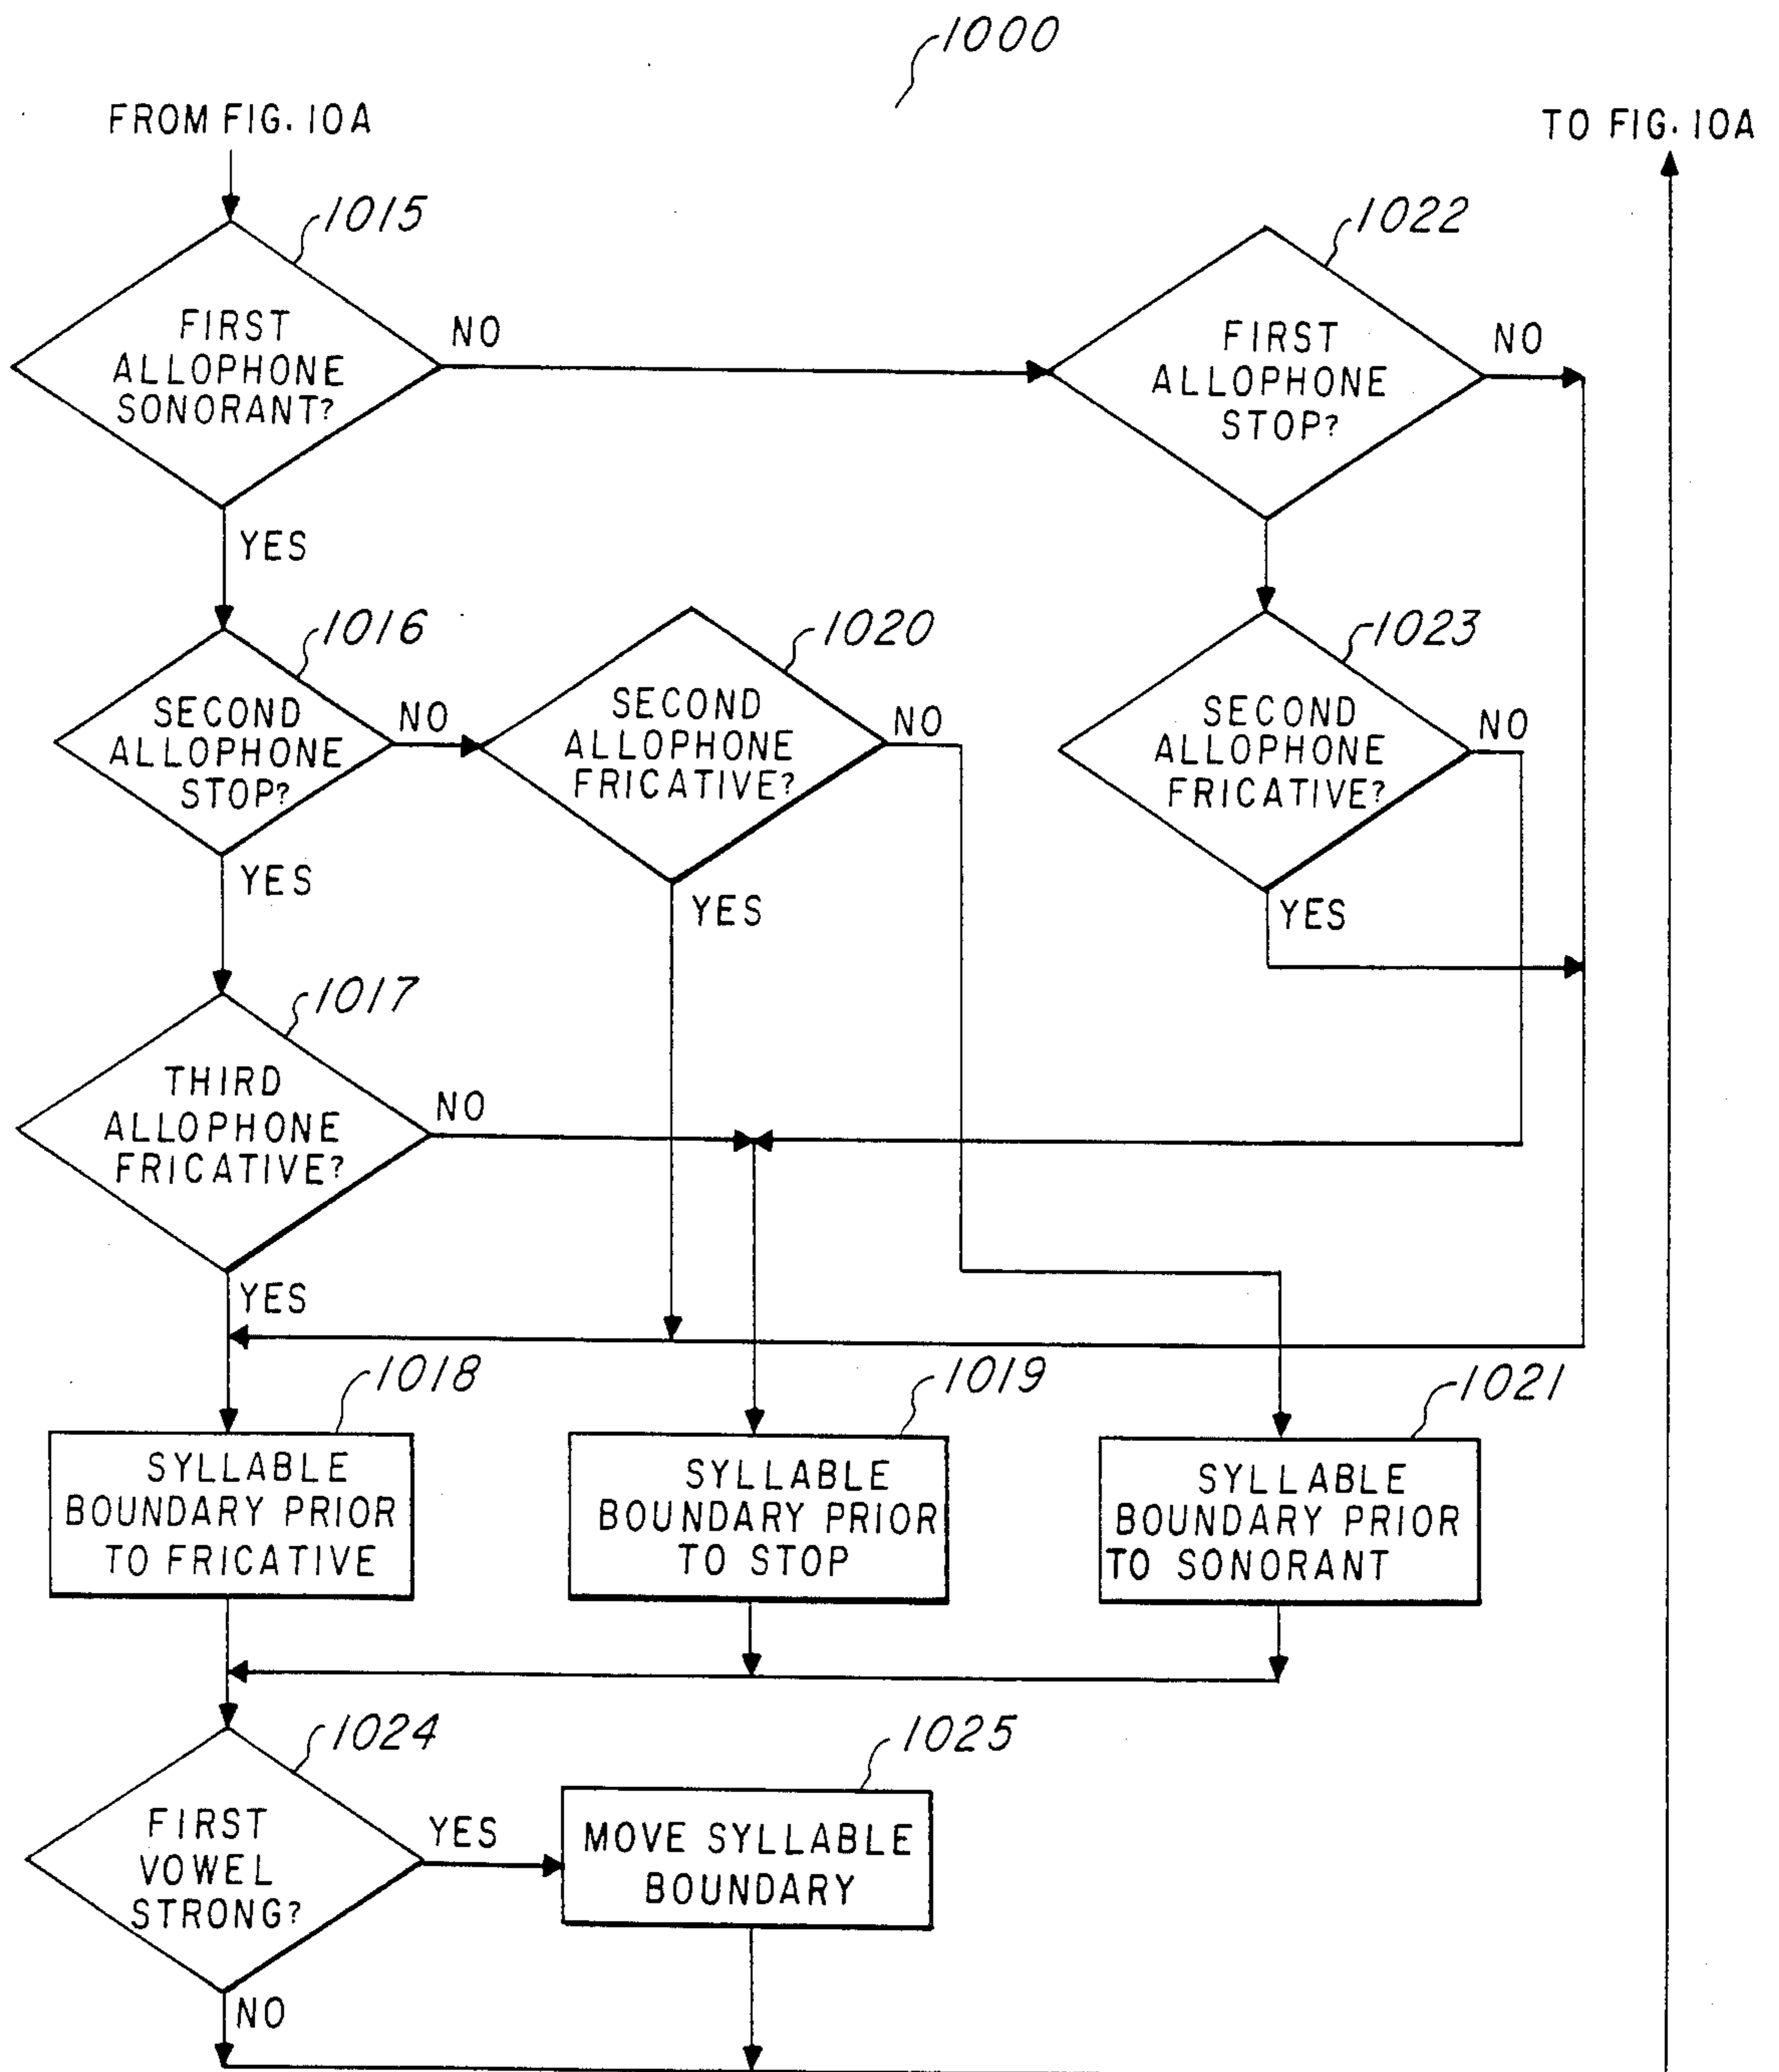 1000
FROM FIG. 10A
TO FIG. 10A
1015
1022
FIRST
ALLOPHONE
SONORANT?
NO
FIRST
ALLOPHONE
STOP?
NO
YES
1016
1020
1023
SECOND
ALLOPHONE
STOP?
NO
SECOND
ALLOPHONE
FRICATIVE?
NO
SECOND
ALLOPHONE
FRICATIVE?
NO
YES
YES
YES
1017
THIRD
ALLOPHONE
FRICATIVE?
NO
YES
1018
1019
1021
SYLLABLE
BOUNDARY PRIOR
TO FRICATIVE
SYLLABLE
BOUNDARY PRIOR
TO STOP
SYLLABLE
BOUNDARY PRIOR
TO SONORANT
1024
1025
FIRST
VOWEL
STRONG?
YES
MOVE SYLLABLE
BOUNDARY
NO